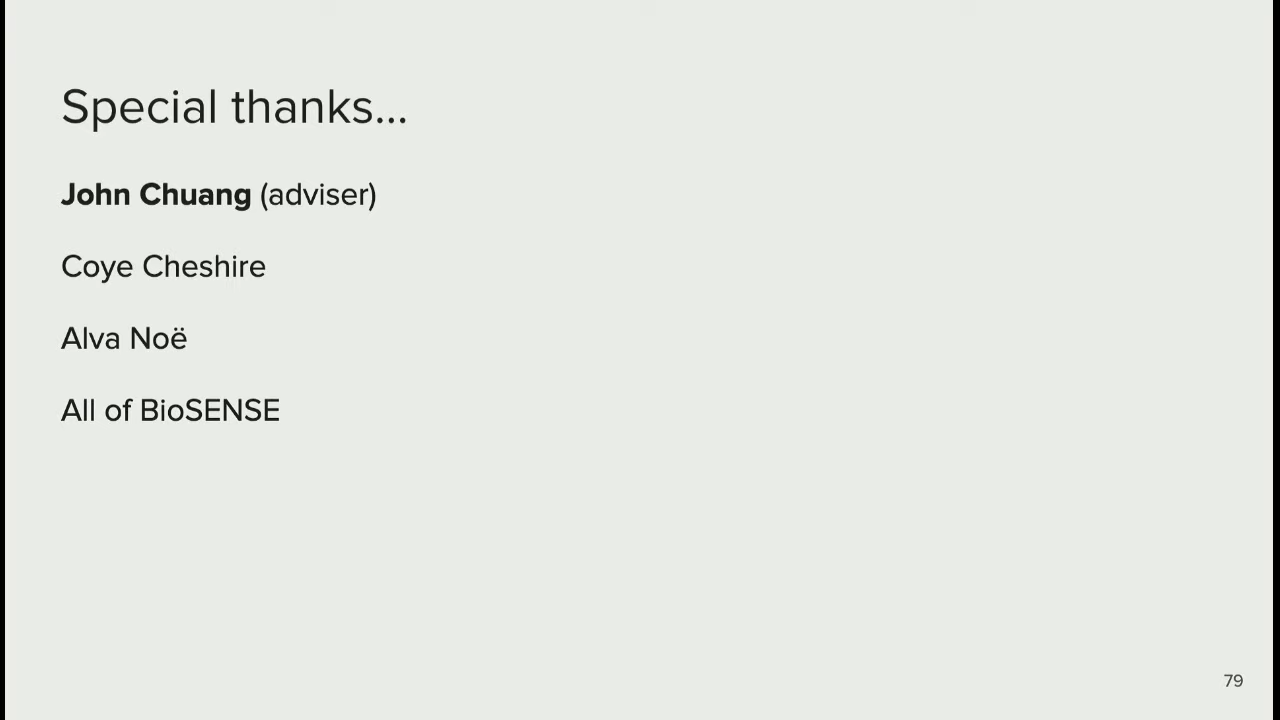 Special thanks...
John Chuang (adviser)
Coye Cheshire
Alva Noë
All of BioSENSE
79